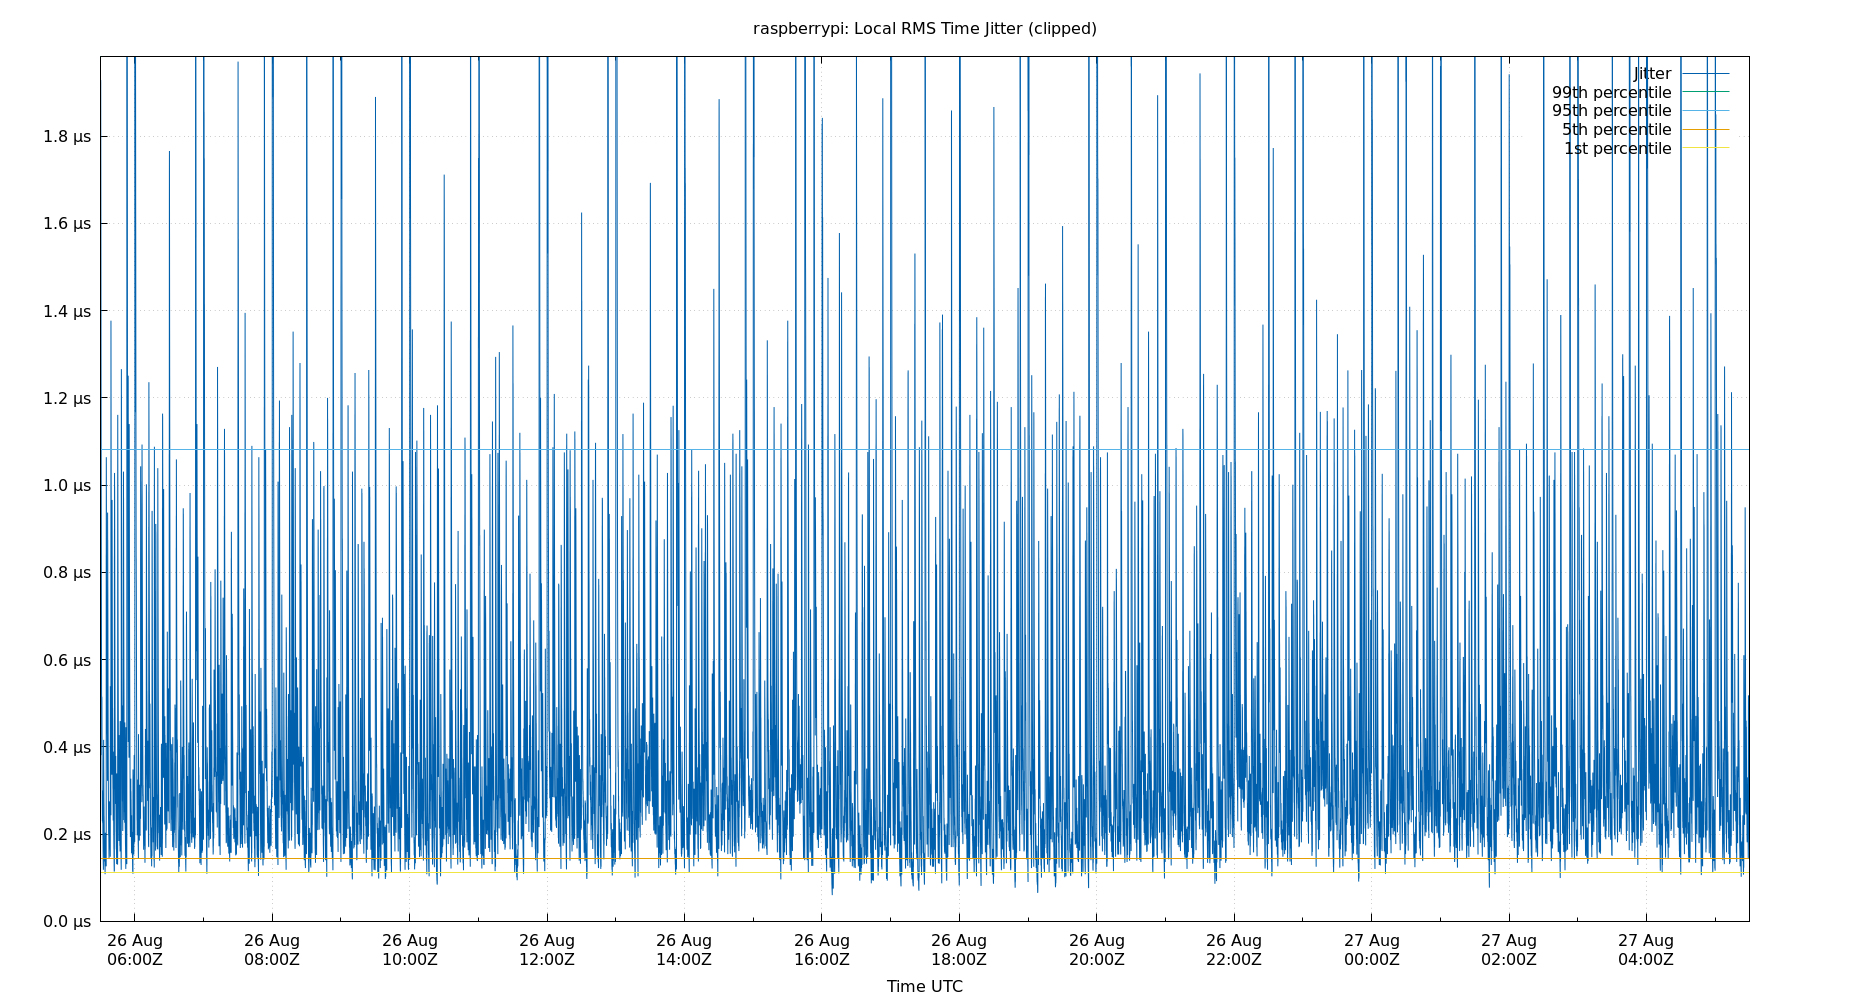 raspberrypi: Local RMS Time Jitter (clipped)
Jitter
99th percentile
95th percentile
5th percentile
1st percentile
1.8 µs
1.6 µs
1.4 µs
1.2 µs
1.0 µs
0.8 µs
0.6 µs
0.4 µs
0.2 µs
0.0 µs
26 Aug 26 Aug 26 Aug 26 Aug 26 Aug 26 Aug 26 Aug 26 Aug 26 Aug 27 Aug 27 Aug 27 Aug
06:00Z 08:00Z 10:00Z 12:00Z 14:00Z 16:00Z 18:00Z 20:00Z 22:00Z 00:00Z 02:00Z 04:00Z
Time UTC